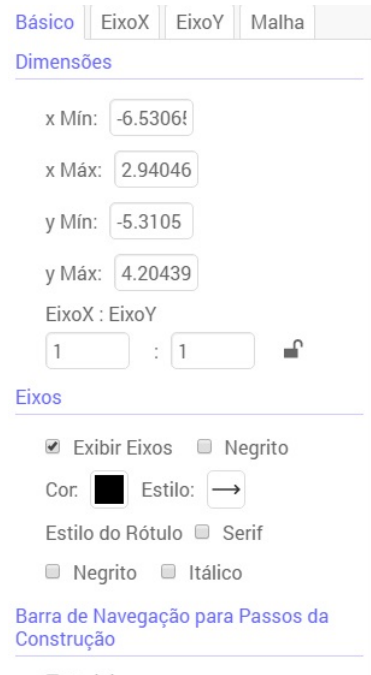 Básico EixoX EixoY Malha
Dimensões
x Mín: -6.5306
x Máx: 2.94046
y Mín: -5.3105
y Máx: 4.20439
EixoX : EixoY
1 : 1
Eixos
Exibir Eixos Negrito
Cor: Estilo:
Estilo do Rótulo Serif
Negrito Itálico
Barra de Navegação para Passos da
Construção